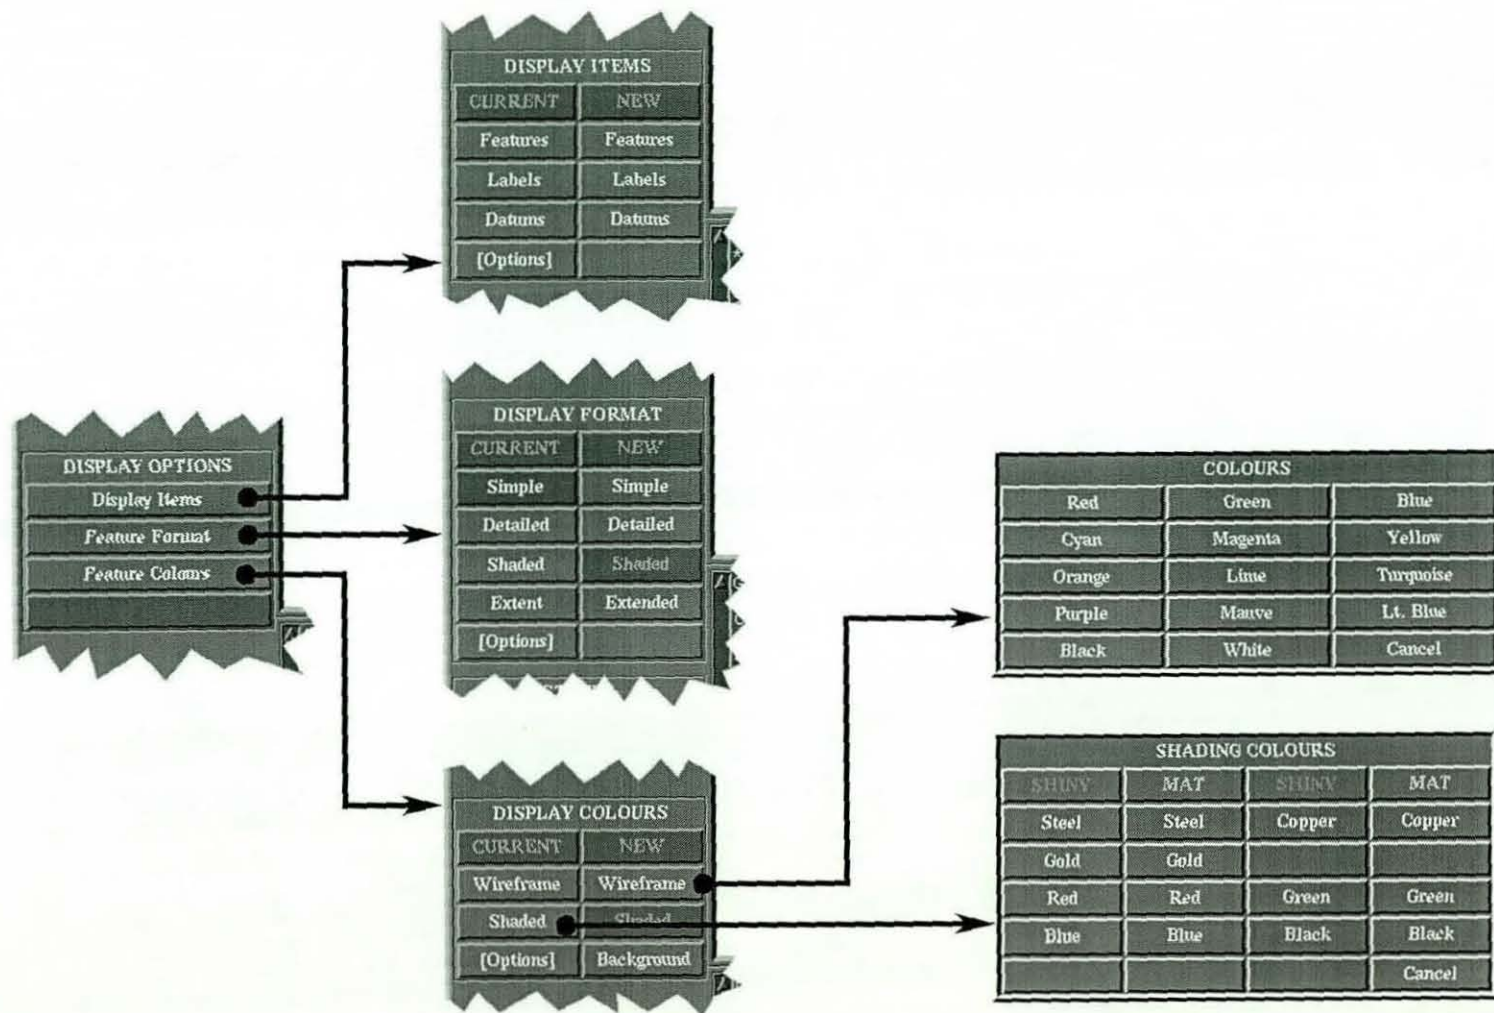 DISPLAY ITEMS
CURRENT NEW
Features Features
Labels Labels
Datums Datums
[Options]
DISPLAY FORMAT
CURRENT NEW
Simple Simple
Detailed Detailed
Shaded Shaded
Extent Extended
[Options]
DISPLAY OPTIONS
Display Items
Feature Format
Feature Colours
DISPLAY COLOURS
CURRENT NEW
Wireframe Wireframe
Shaded Shaded
[Options] Background
COLOURS
Red Green Blue
Cyan Magenta Yellow
Orange Lime Turquoise
Purple Mauve Lt. Blue
Black White Cancel
SHADING COLOURS
SHINY MAT SHINY MAT
Steel Steel Copper Copper
Gold Gold
Red Red Green Green
Blue Blue Black Black
Cancel